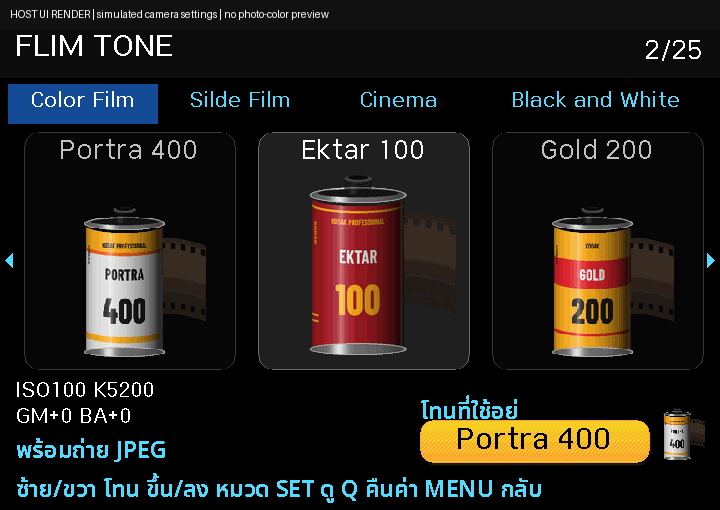 HOST UI RENDER | simulated camera settings | no photo-color preview
FLIM TONE
2/25
Color Film
Silde Film
Cinema
Black and White
Portra 400
Ektar 100
Gold 200
KODAK PROFESSIONAL
PORTRA
400
KODAK PROFESSIONAL
KODAK
EKTAR
100
KODAK
GOLD
200
ISO100 K5200
GM+0 BA+0
พร้อมถ่าย JPEG
โทนที่ใช้อยู่
Portra 400
400
ซ้าย/ขวา โทน ขึ้น/ลง หมวด SET ดู Q คืนค่า MENU กลับ